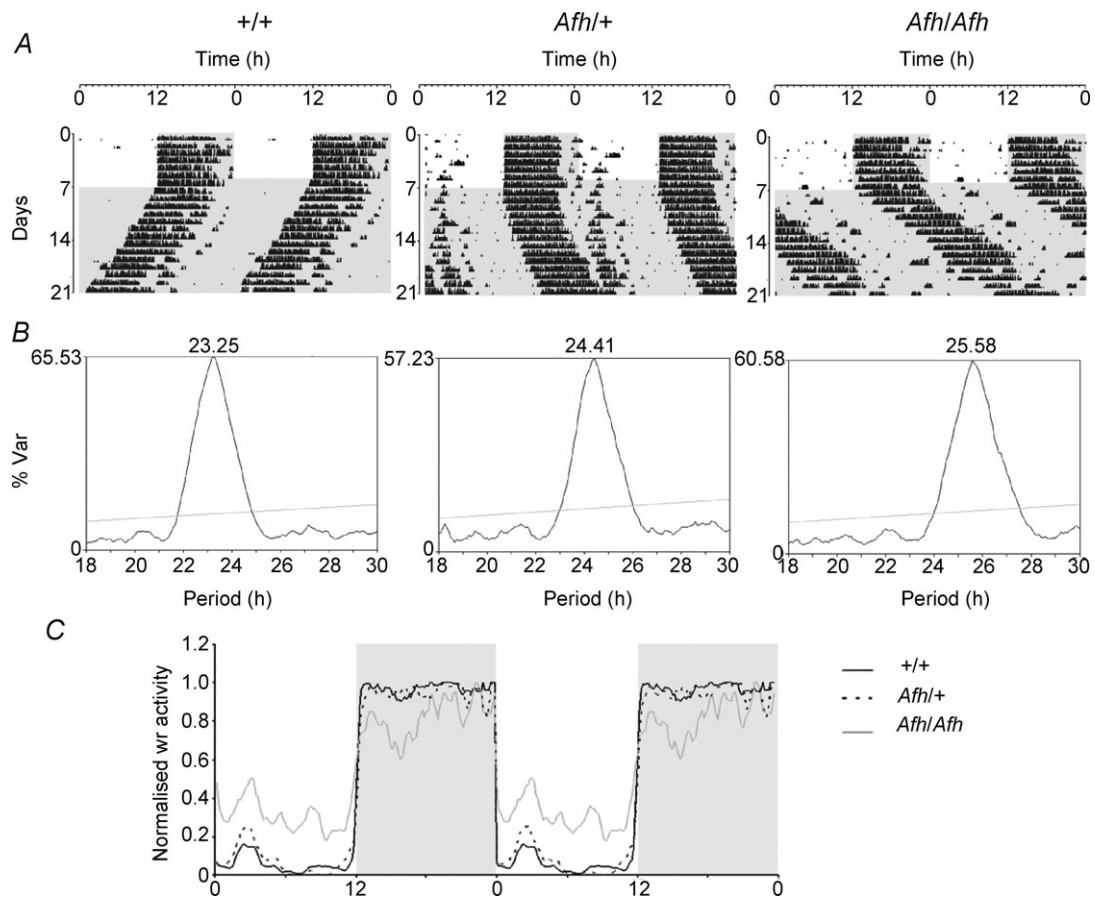 +/+ Afh/+ Afh/Afh
A
Time (h) Time (h) Time (h)
0 12 0 12 0 0 12 0 12 0 0 12 0 12 0
Days
0 0 0
7 7 7
14 14 14
21 21 21
B
23.25 24.41 25.58
65.53 57.23 60.58
% Var
0 0 0
18 20 22 24 26 28 30 18 20 22 24 26 28 30 18 20 22 24 26 28 30
Period (h) Period (h) Period (h)
C
Normalised wr activity
1.2
1.0
0.8
0.6
0.4
0.2
0
0 12 0 12 0
+/+
Afh/+
Afh/Afh